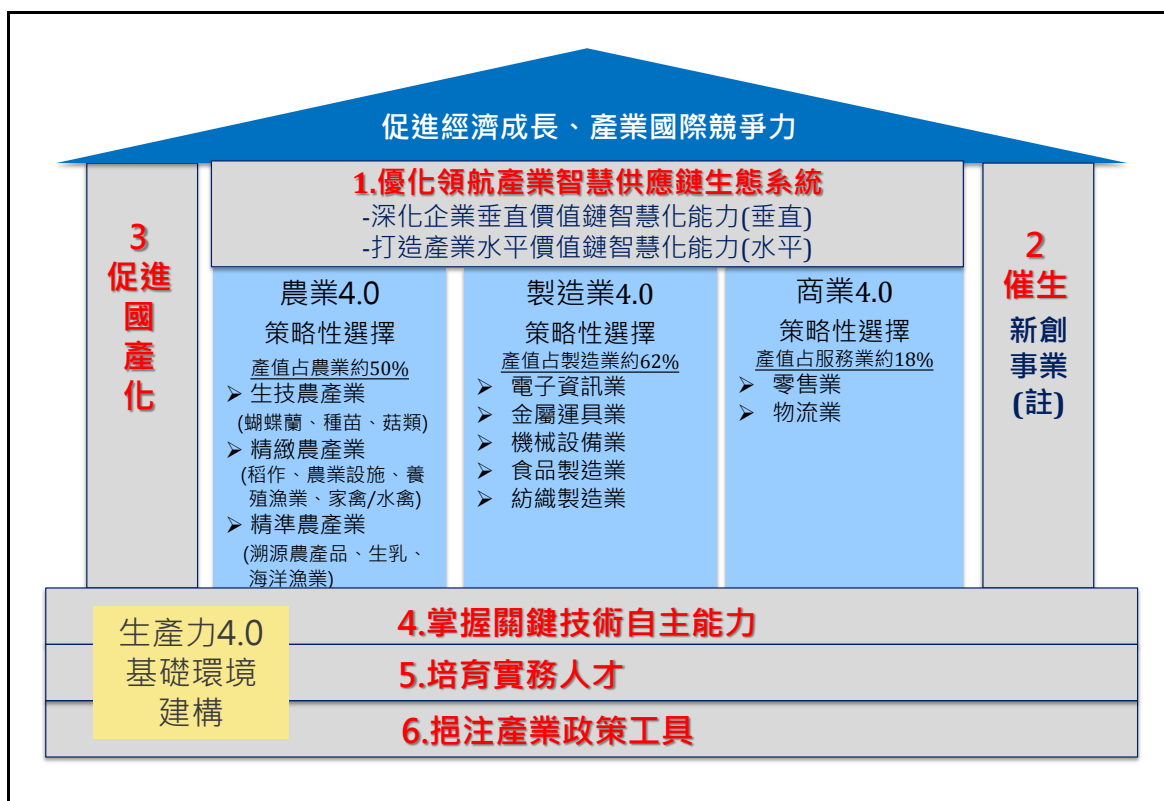 促進經濟成長、產業國際競爭力
1.優化領航產業智慧供應鏈生態系統
-深化企業垂直價值鏈智慧化能力(垂直)
-打造產業水平價值鏈智慧化能力(水平)
3
促進
國
產
化
農業4.0
策略性選擇
產值占農業約50%
➢ 生技農產業
(蝴蝶蘭、種苗、菇類)
➢ 精緻農產業
(稻作、農業設施、養
殖漁業、家禽/水禽)
➢ 精準農產業
(溯源農產品、生乳、
海洋漁業)
製造業4.0
策略性選擇
產值占製造業約62%
➢ 電子資訊業
➢ 金屬運具業
➢ 機械設備業
➢ 食品製造業
➢ 紡織製造業
商業4.0
策略性選擇
產值占服務業約18%
➢ 零售業
➢ 物流業
2
催生
新創
事業
(註)
生產力4.0
基礎環境
建構
4.掌握關鍵技術自主能力
5.培育實務人才
6.挹注產業政策工具